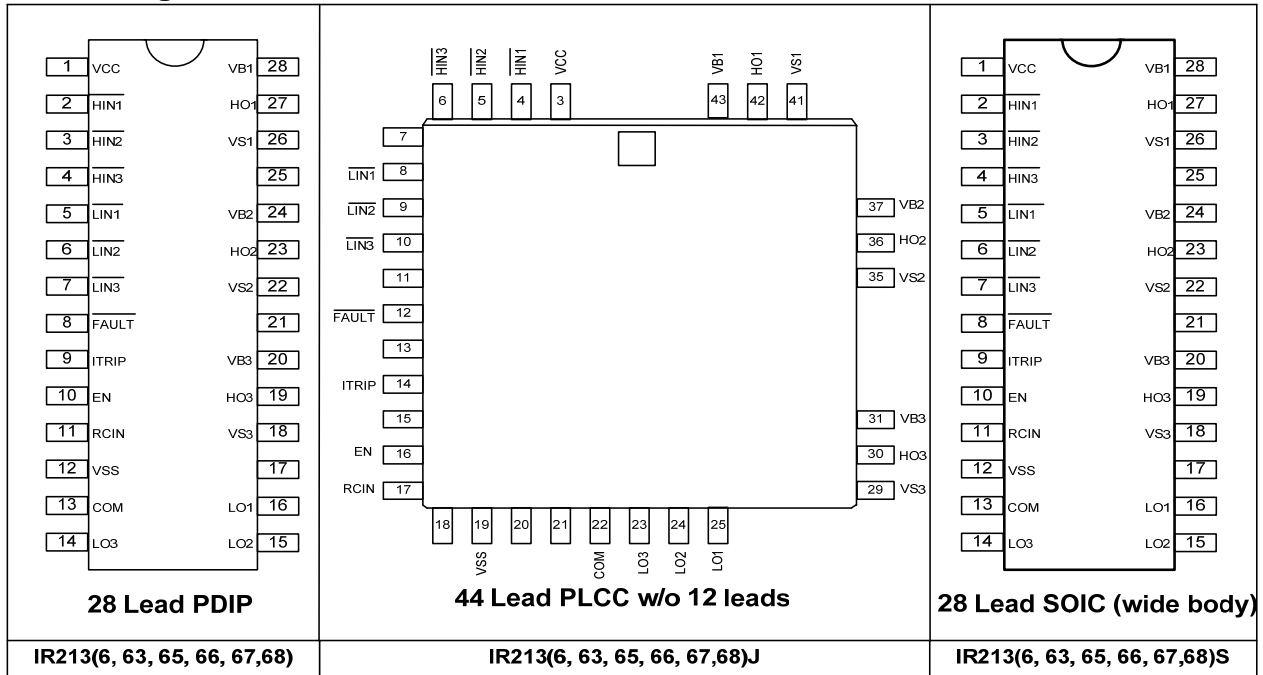 1 VCC VB1 28
2 HIN1 HO1 27
3 HIN2 VS1 26
4 HIN3 25
5 LIN1 VB2 24
6 LIN2 HO2 23
7 LIN3 VS2 22
8 FAULT 21
9 ITRIP VB3 20
10 EN HO3 19
11 RCIN VS3 18
12 VSS 17
13 COM LO1 16
14 LO3 LO2 15
28 Lead PDIP
IR213(6, 63, 65, 66, 67,68)
HIN3 HIN2 HIN1 VCC VB1 HO1 VS1
6 5 4 3 43 42 41
7
LIN1 8
LIN2 9 37 VB2
LIN3 10 36 HO2
11 35 VS2
FAULT 12
13
ITRIP 14
15 31 VB3
EN 16 30 HO3
RCIN 17 29 VS3
18 19 20 21 22 23 24 25
VSS COM LO3 LO2 LO1
44 Lead PLCC w/o 12 leads
IR213(6, 63, 65, 66, 67,68)J
1 VCC VB1 28
2 HIN1 HO1 27
3 HIN2 VS1 26
4 HIN3 25
5 LIN1 VB2 24
6 LIN2 HO2 23
7 LIN3 VS2 22
8 FAULT 21
9 ITRIP VB3 20
10 EN HO3 19
11 RCIN VS3 18
12 VSS 17
13 COM LO1 16
14 LO3 LO2 15
28 Lead SOIC (wide body)
IR213(6, 63, 65, 66, 67,68)S